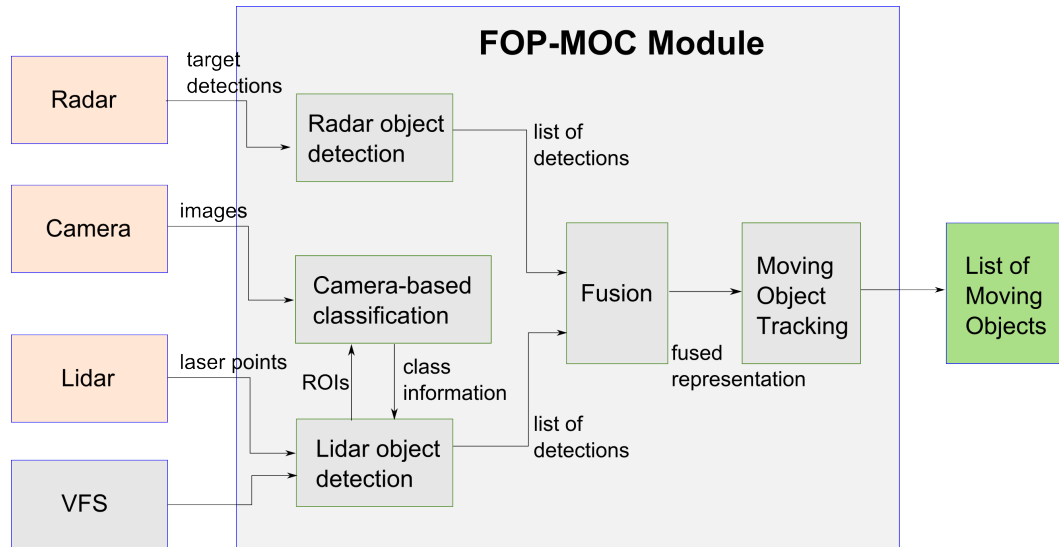 FOP-MOC Module
Radar
target
detections
Radar object
detection
list of
detections
Camera
images
Camera-based
classification
Fusion
Moving
Object
Tracking
List of
Moving
Objects
Lidar
laser points
ROIs
class
information
fused
representation
Lidar object
detection
list of
detections
VFS